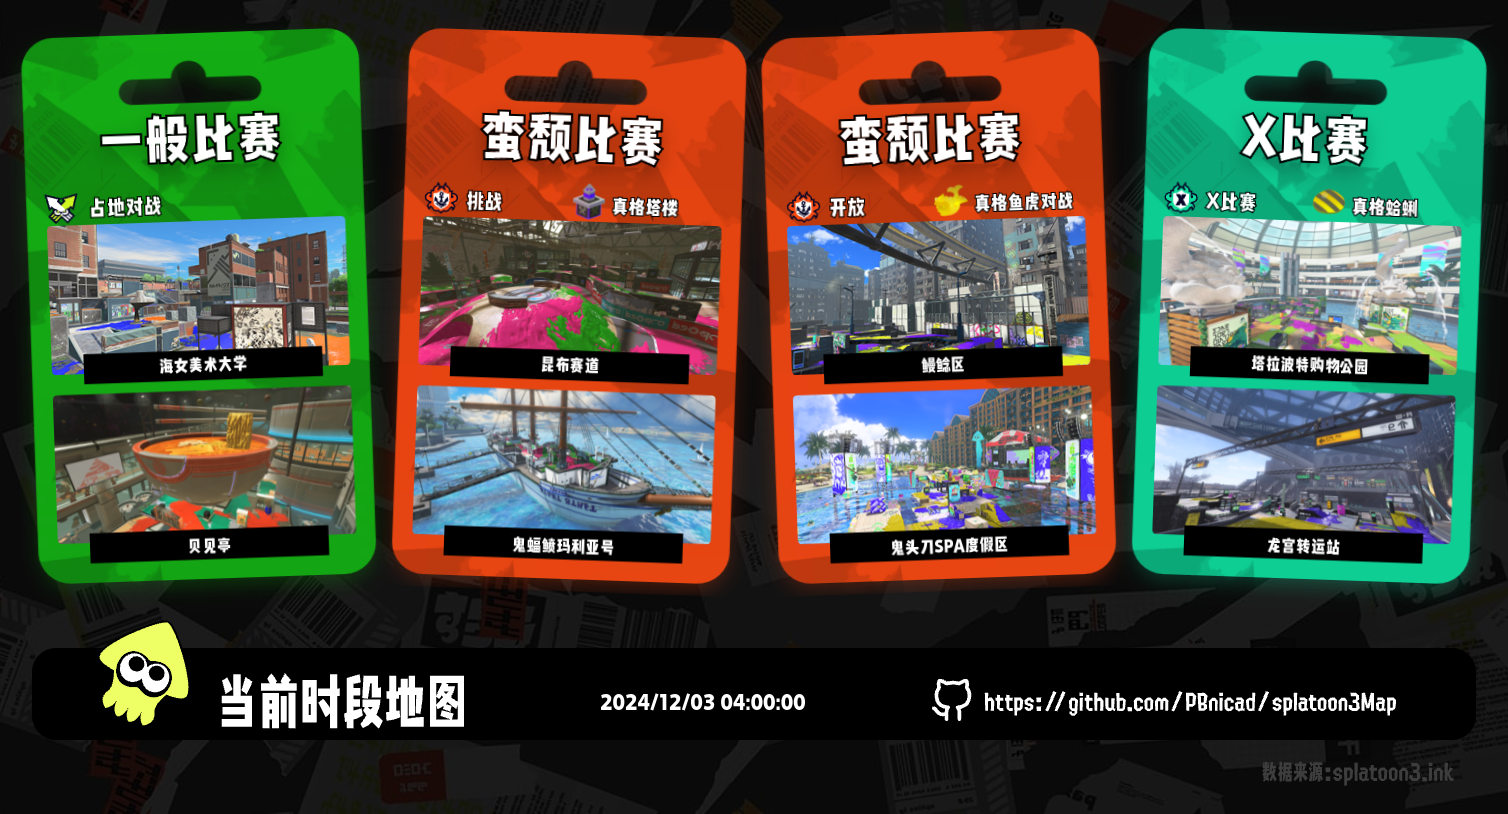 一般比赛
占地对战
海女美术大学
贝见亭
蛮颓比赛
挑战
真格塔楼
昆布赛道
鬼蝠鲼玛利亚号
蛮颓比赛
开放
真格鱼虎对战
鳗鲶区
鬼头刀SPA度假区
X比赛
X比赛
真格蛤蜊
塔拉波特购物公园
龙宫转运站
当前时段地图
2024/12/03 04:00:00
https://github.com/PBnicad/splatoon3Map
数据来源:splatoon3.ink